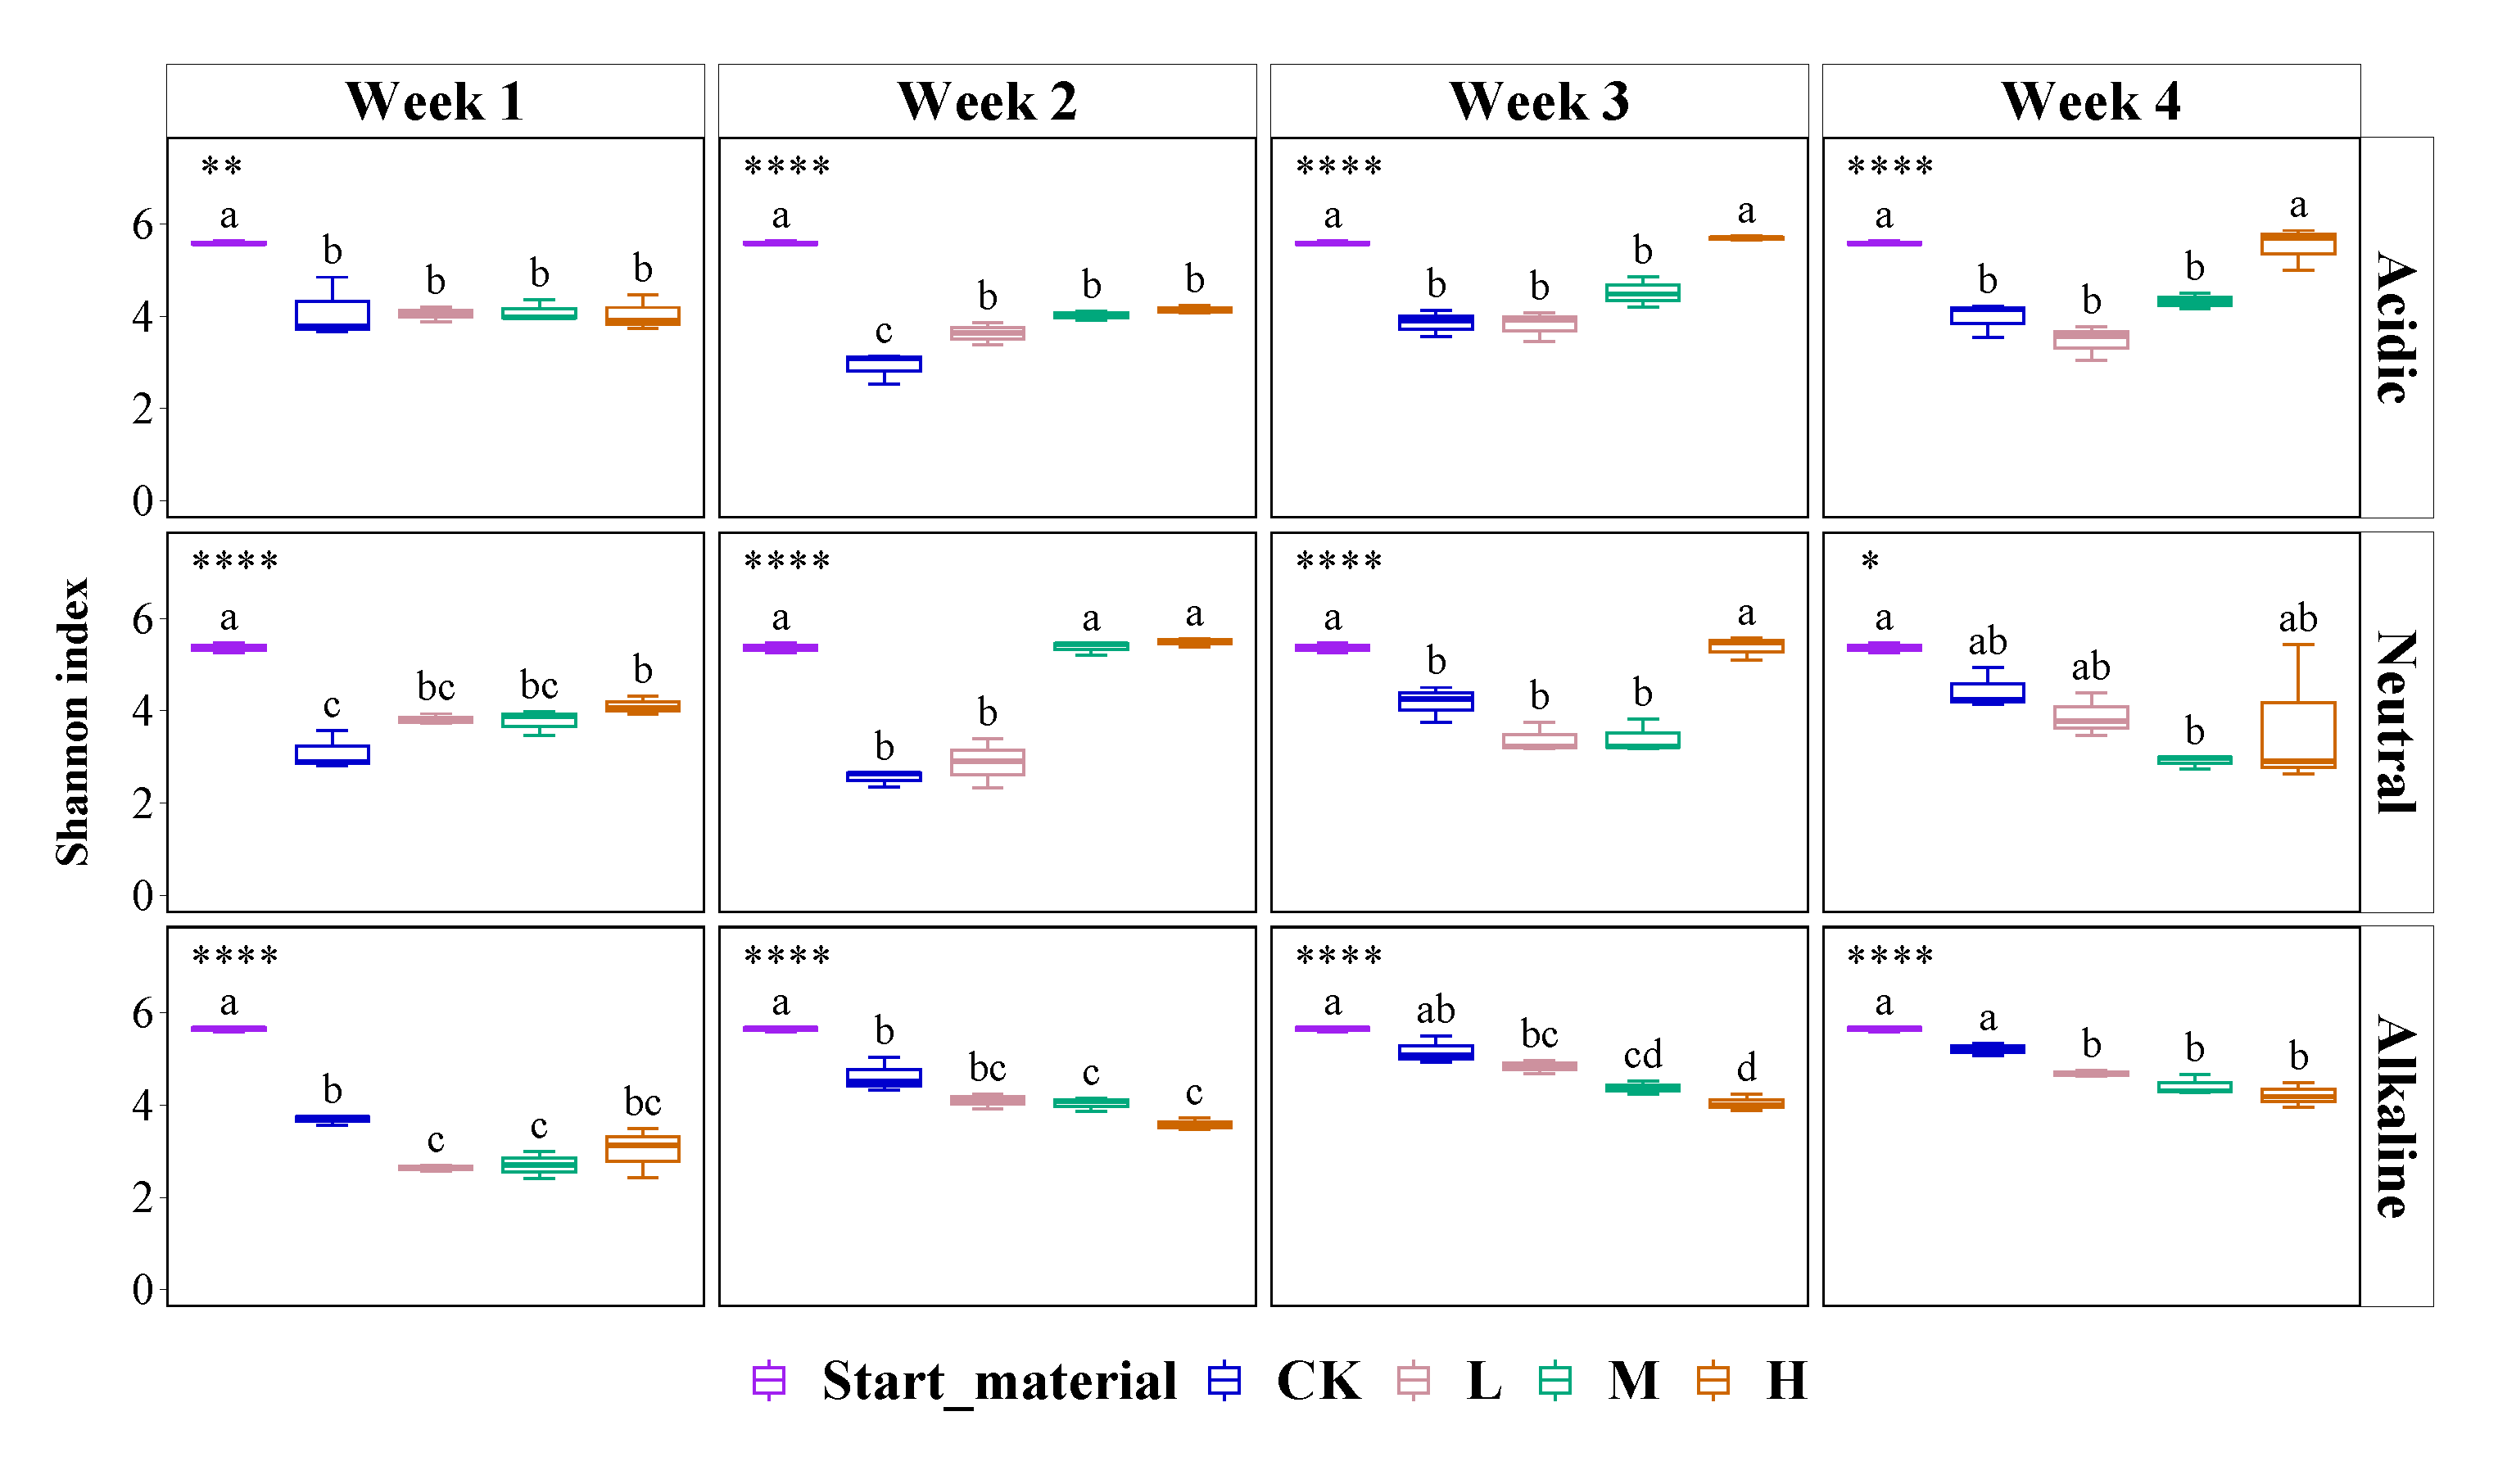 Week 1 Week 2 Week 3 Week 4
** **** **** ****
a b b b b a c b b b a b b b a a b b b a
6
4
2
0
Acidic
**** **** **** *
a c bc bc b a b b a a a b b b a a ab ab b ab
6
4
2
0
Neutral
Shannon index
**** **** **** ****
a b c c bc a b bc c c a ab bc cd d a a b b b
6
4
2
0
Alkaline
Start_material CK L M H